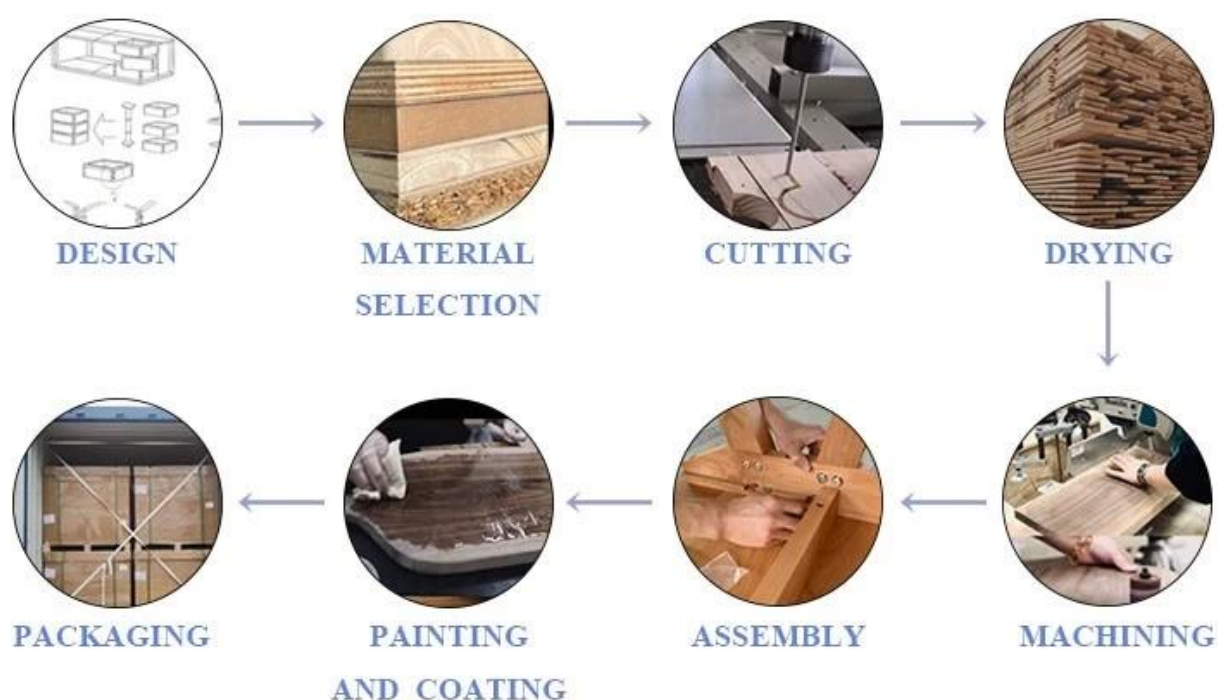 DESIGN
MATERIAL
SELECTION
CUTTING
DRYING
MACHINING
ASSEMBLY
PAINTING
AND COATING
PACKAGING